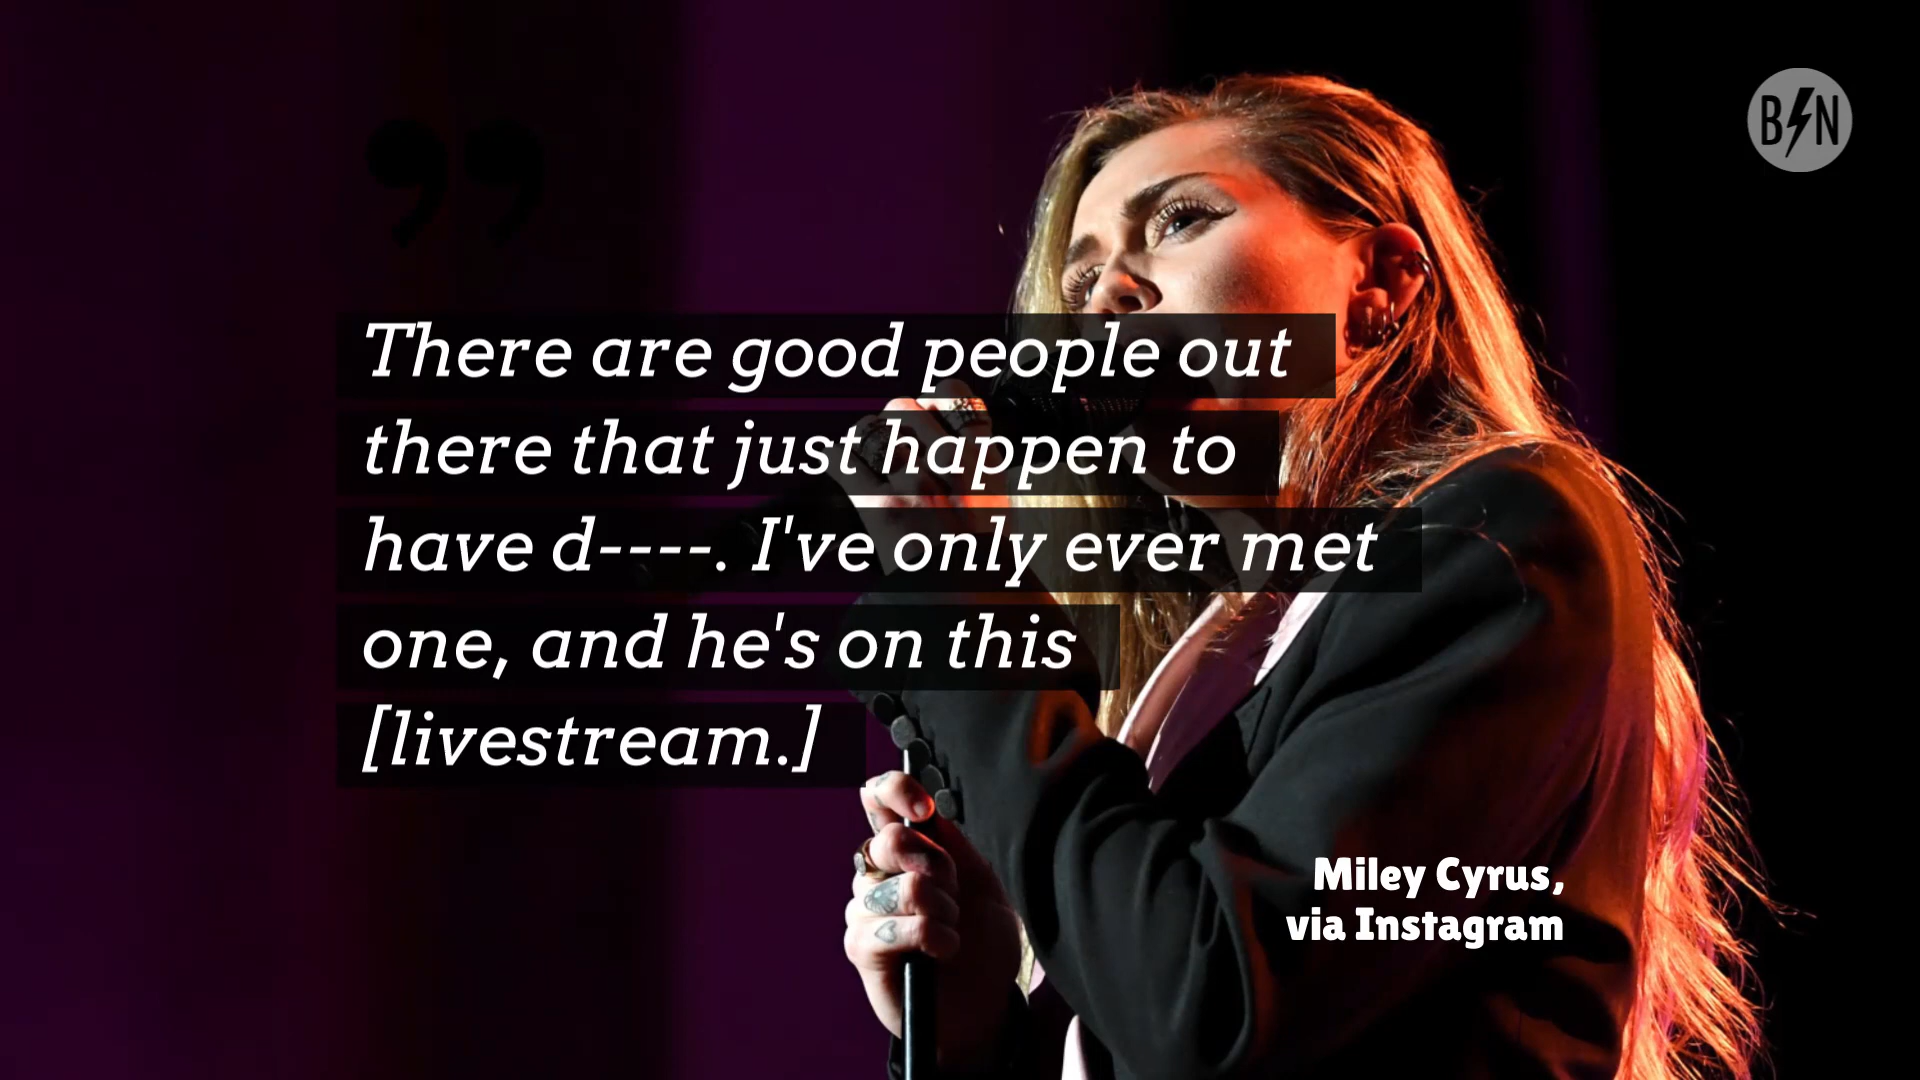 B N
”
There are good people out
there that just happen to
have d----. I've only ever met
one, and he's on this
[livestream.]
Miley Cyrus,
via Instagram